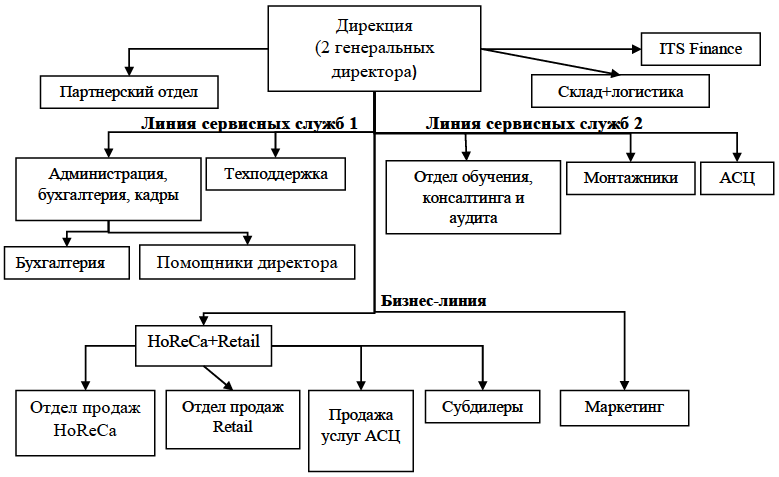 Дирекция
(2 генеральных
директора)
ITS Finance
Партнерский отдел
Склад+логистика
Линия сервисных служб 1
Линия сервисных служб 2
Администрация,
бухгалтерия, кадры
Техподдержка
Отдел обучения,
консалтинга и
аудита
Монтажники
АСЦ
Бухгалтерия
Помощники директора
Бизнес-линия
HoReCa+Retail
Отдел продаж
HoReCa
Отдел продаж
Retail
Продажа
услуг АСЦ
Субдилеры
Маркетинг